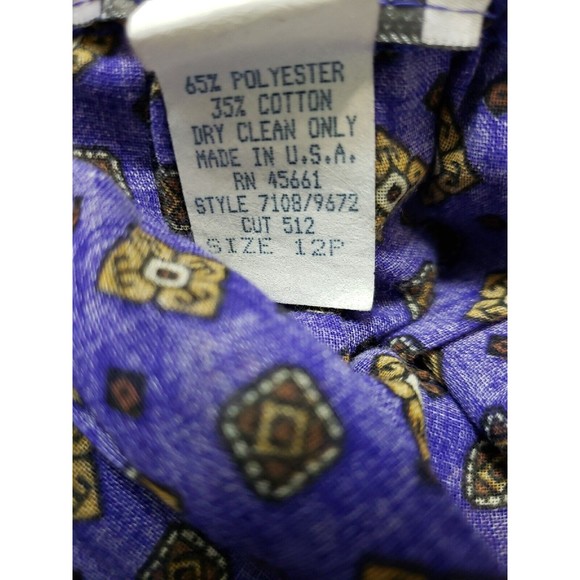 65% POLYESTER
35% COTTON
DRY CLEAN ONLY
MADE IN U.S.A.
RN 45661
STYLE 7108/9672
CUT 512
SIZE 12P